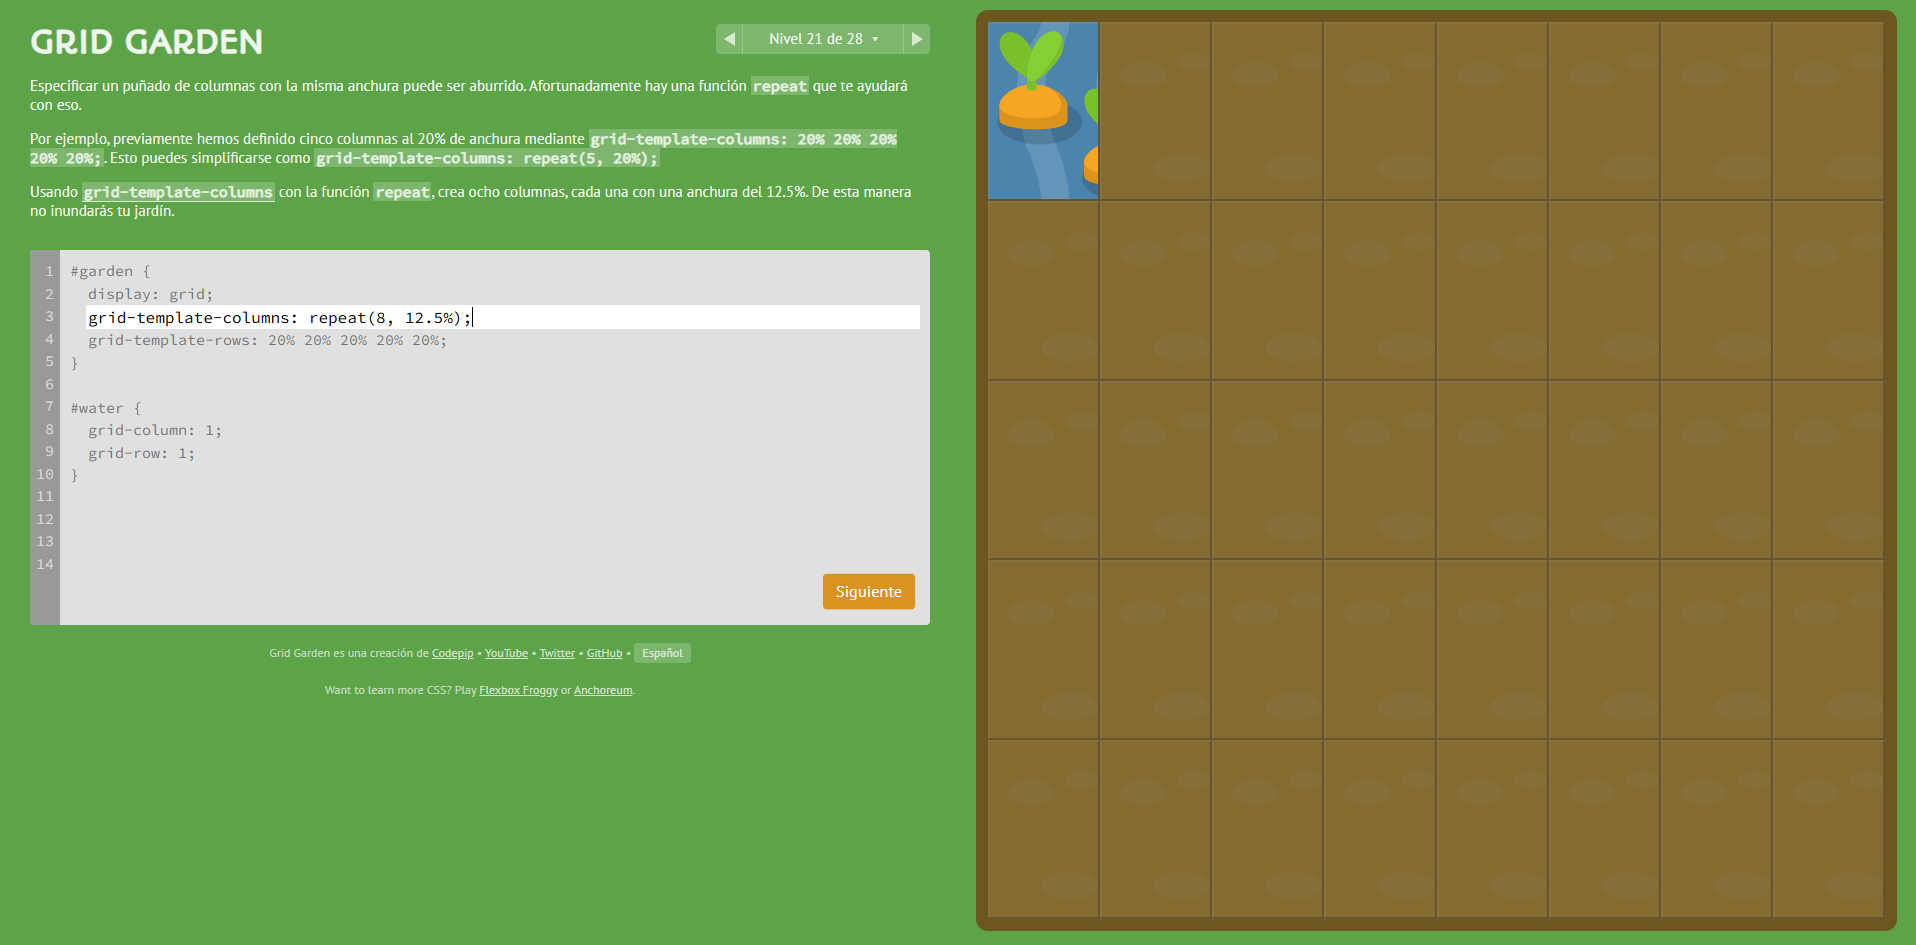 GRID GARDEN
Nivel 21 de 28
Especificar un puñado de columnas con la misma anchura puede ser aburrido. Afortunadamente hay una función repeat que te ayudará
con eso.
Por ejemplo, previamente hemos definido cinco columnas al 20% de anchura mediante grid-template-columns: 20% 20% 20%
20% 20%;. Esto puedes simplificarse como grid-template-columns: repeat(5, 20%);
Usando grid-template-columns con la función repeat, crea ocho columnas, cada una con una anchura del 12.5%. De esta manera
no inundarás tu jardín.
1 #garden {
2 display: grid;
3 grid-template-columns: repeat(8, 12.5%);
4 grid-template-rows: 20% 20% 20% 20% 20%;
5 }
6
7 #water {
8 grid-column: 1;
9 grid-row: 1;
10 }
11
12
13
14
Siguiente
Grid Garden es una creación de Codepip • YouTube • Twitter • GitHub • Español
Want to learn more CSS? Play Flexbox Froggy or Anchoreum.